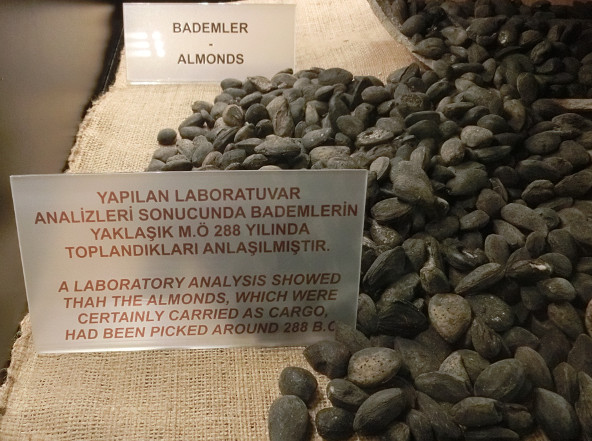 BADEMLER
-
ALMONDS
YAPILAN LABORATUVAR
ANALİZLERİ SONUCUNDA BADEMLERİN
YAKLAŞIK M.Ö 288 YILINDA
TOPLANDIKLARI ANLAŞILMIŞTIR.
A LABORATORY ANALYSIS SHOWED
THAH THE ALMONDS, WHICH WERE
CERTAINLY CARRIED AS CARGO,
HAD BEEN PICKED AROUND 288 B.C